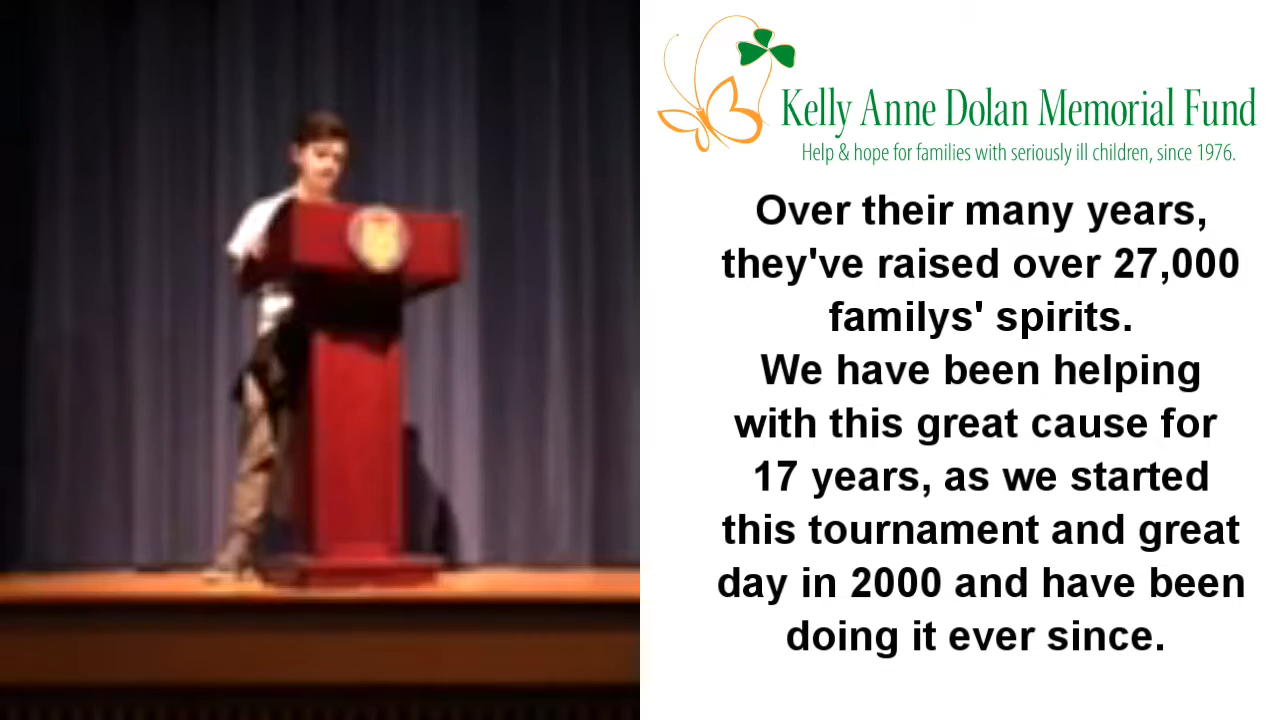 Kelly Anne Dolan Memorial Fund
Help & hope for families with seriously ill children, since 1976.
Over their many years,
they've raised over 27,000
familys' spirits.
We have been helping
with this great cause for
17 years, as we started
this tournament and great
day in 2000 and have been
doing it ever since.